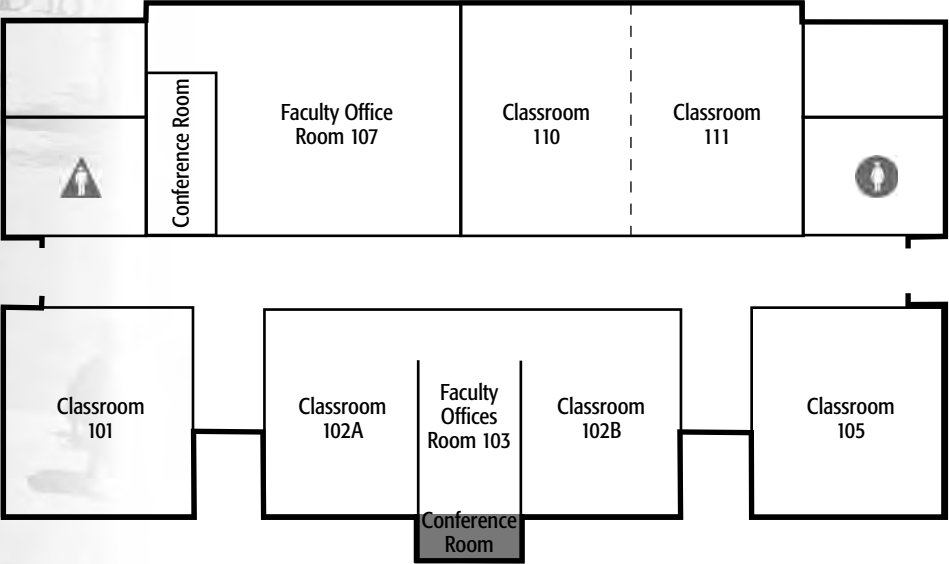 Conference Room
Faculty Office
Room 107
Classroom
110
Classroom
111
Classroom
101
Classroom
102A
Faculty
Offices
Room 103
Classroom
102B
Classroom
105
Conference
Room